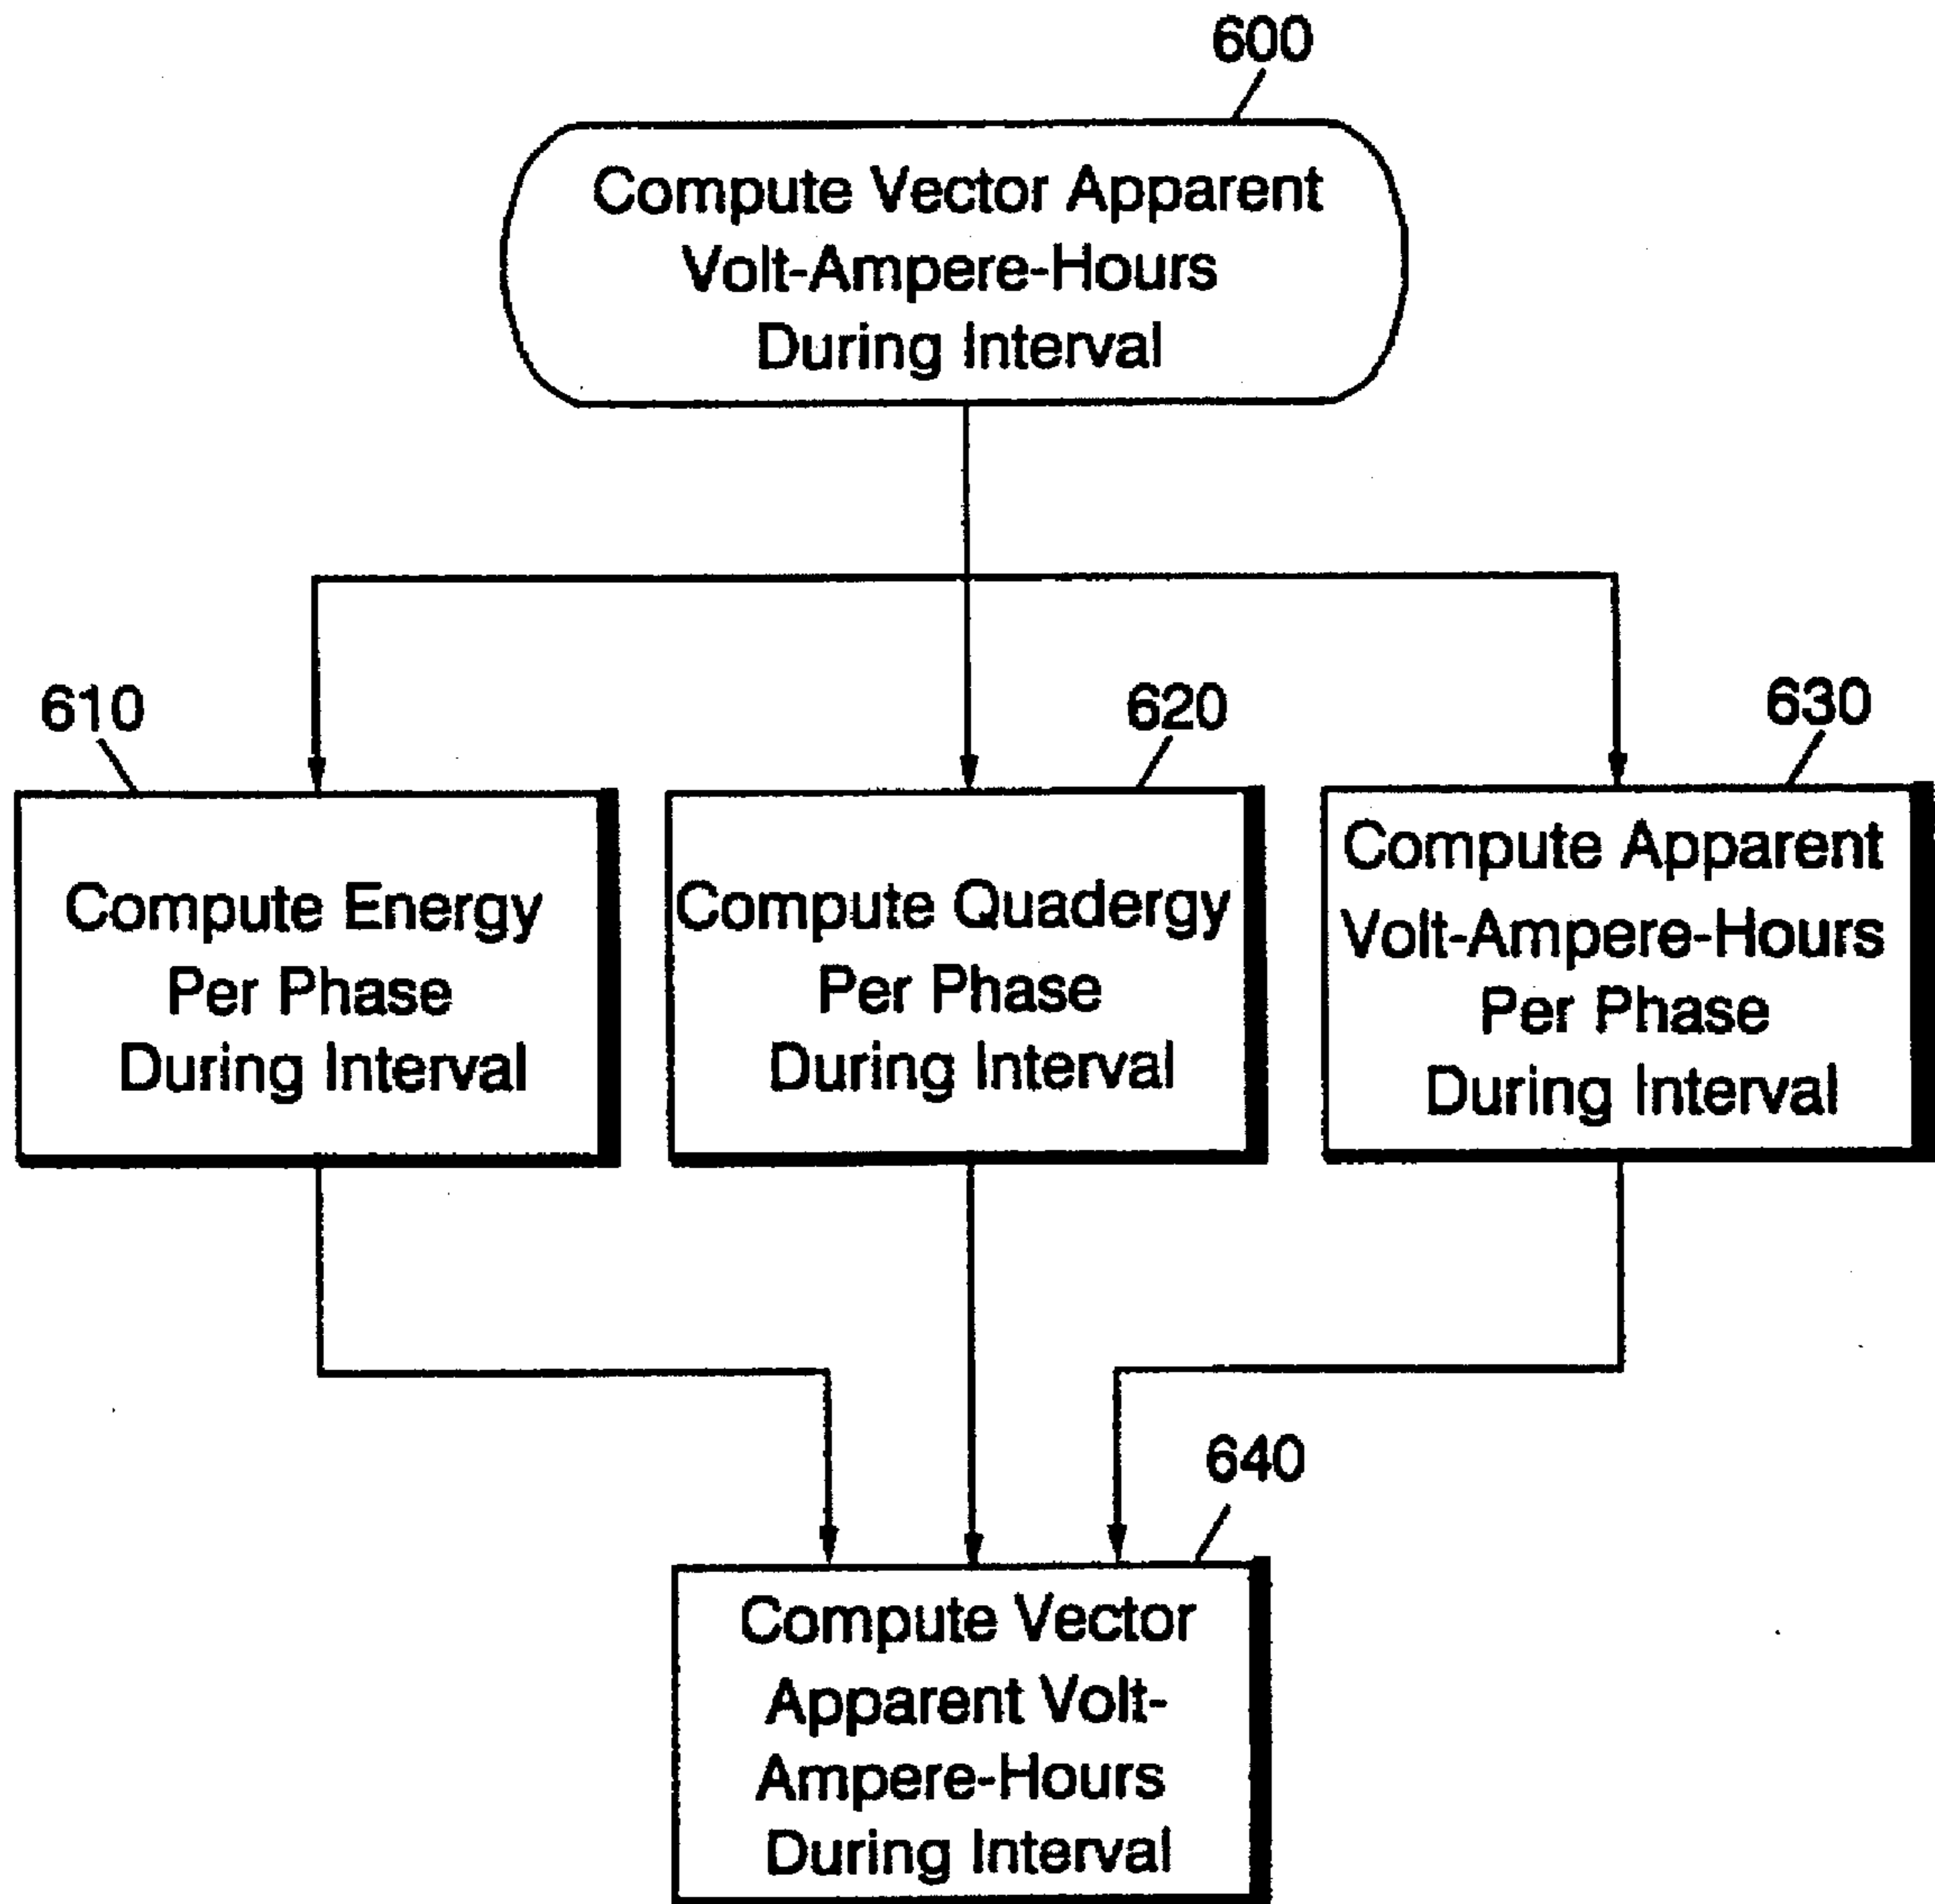 600
Compute Vector Apparent
Volt-Ampere-Hours
During Interval
610
Compute Energy
Per Phase
During Interval
620
Compute Quadergy
Per Phase
During Interval
630
Compute Apparent
Volt-Ampere-Hours
Per Phase
During Interval
640
Compute Vector
Apparent Volt-
Ampere-Hours
During Interval